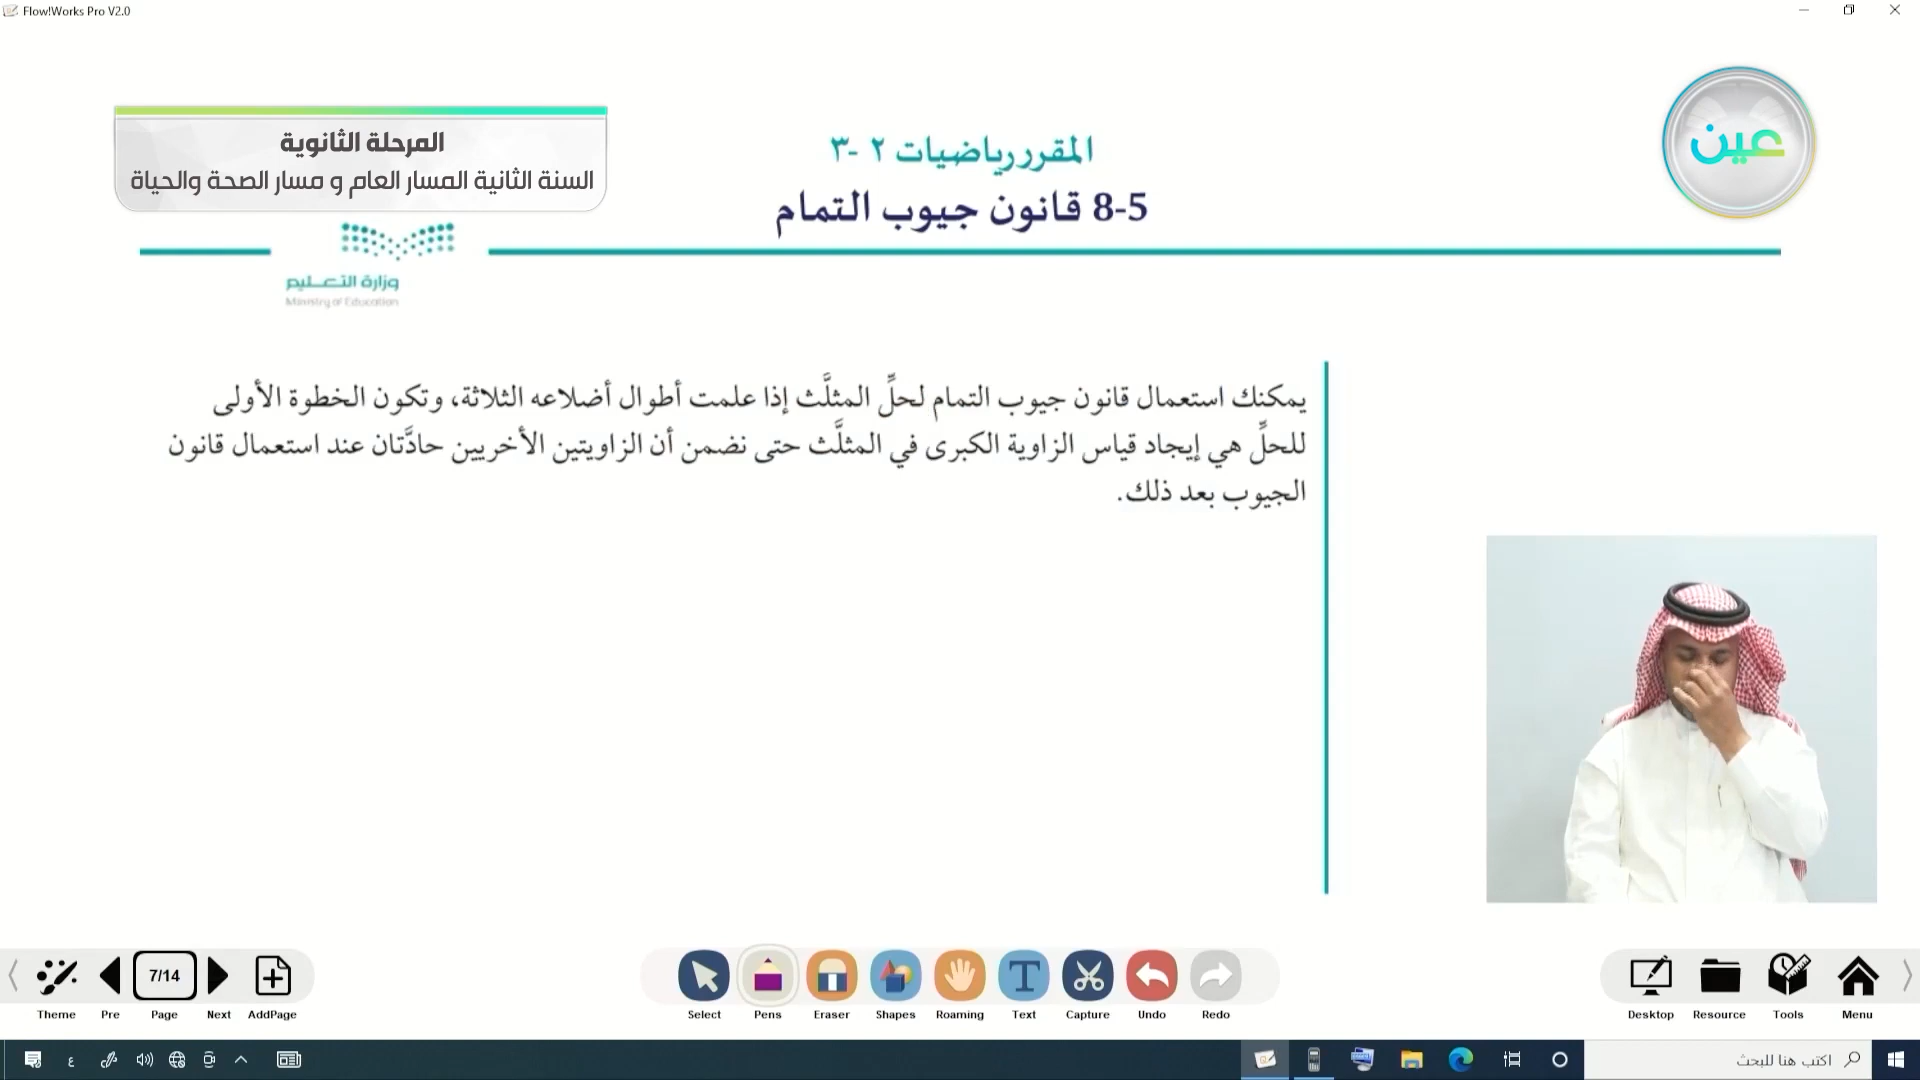 Flow!Works Pro V2.0
المرحلة الثانوية
السنة الثانية المسار العام و مسار الصحة والحياة
المقرر رياضيات ٢ -٣
8-5 قانون جيوب التمام
عين
وزارة التعـــليم
Ministry of Education
يمكنك استعمال قانون جيوب التمام لحلِّ المثلَّث إذا علمت أطوال أضلاعه الثلاثة، وتكون الخطوة الأولى
للحلِّ هي إيجاد قياس الزاوية الكبرى في المثلَّث حتى نضمن أن الزاويتين الأخريين حادَّتان عند استعمال قانون
الجيوب بعد ذلك.
7/14
Theme Pre Page Next AddPage
Select Pens Eraser Shapes Roaming Text Capture Undo Redo
Desktop Resource Tools Menu
ع
اكتب هنا للبحث